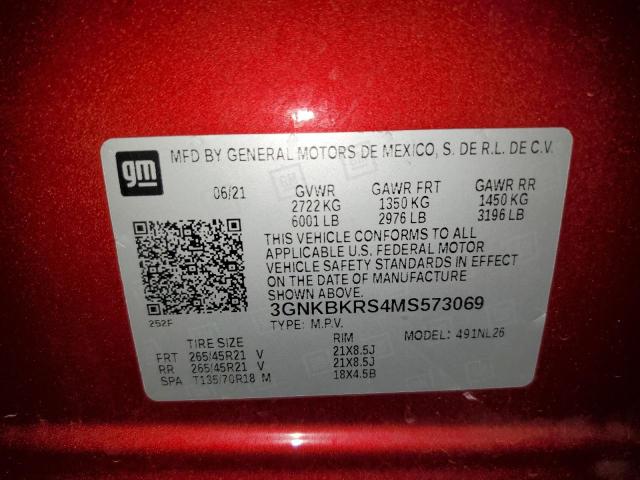 gm MFD BY GENERAL MOTORS DE MEXICO, S. DE R.L. DE C.V.
06/21 GVWR GAWR FRT GAWR RR
2722 KG 1350 KG 1450 KG
6001 LB 2976 LB 3196 LB
THIS VEHICLE CONFORMS TO ALL
APPLICABLE U.S. FEDERAL MOTOR
VEHICLE SAFETY STANDARDS IN EFFECT
ON THE DATE OF MANUFACTURE
SHOWN ABOVE.
3GNKBKRS4MS573069
252F TYPE: M.P.V. MODEL: 491NL26
TIRE SIZE RIM
FRT 265/45R21 V 21X8.5J
RR 265/45R21 V 21X8.5J
SPA T135/70R18 M 18X4.5B